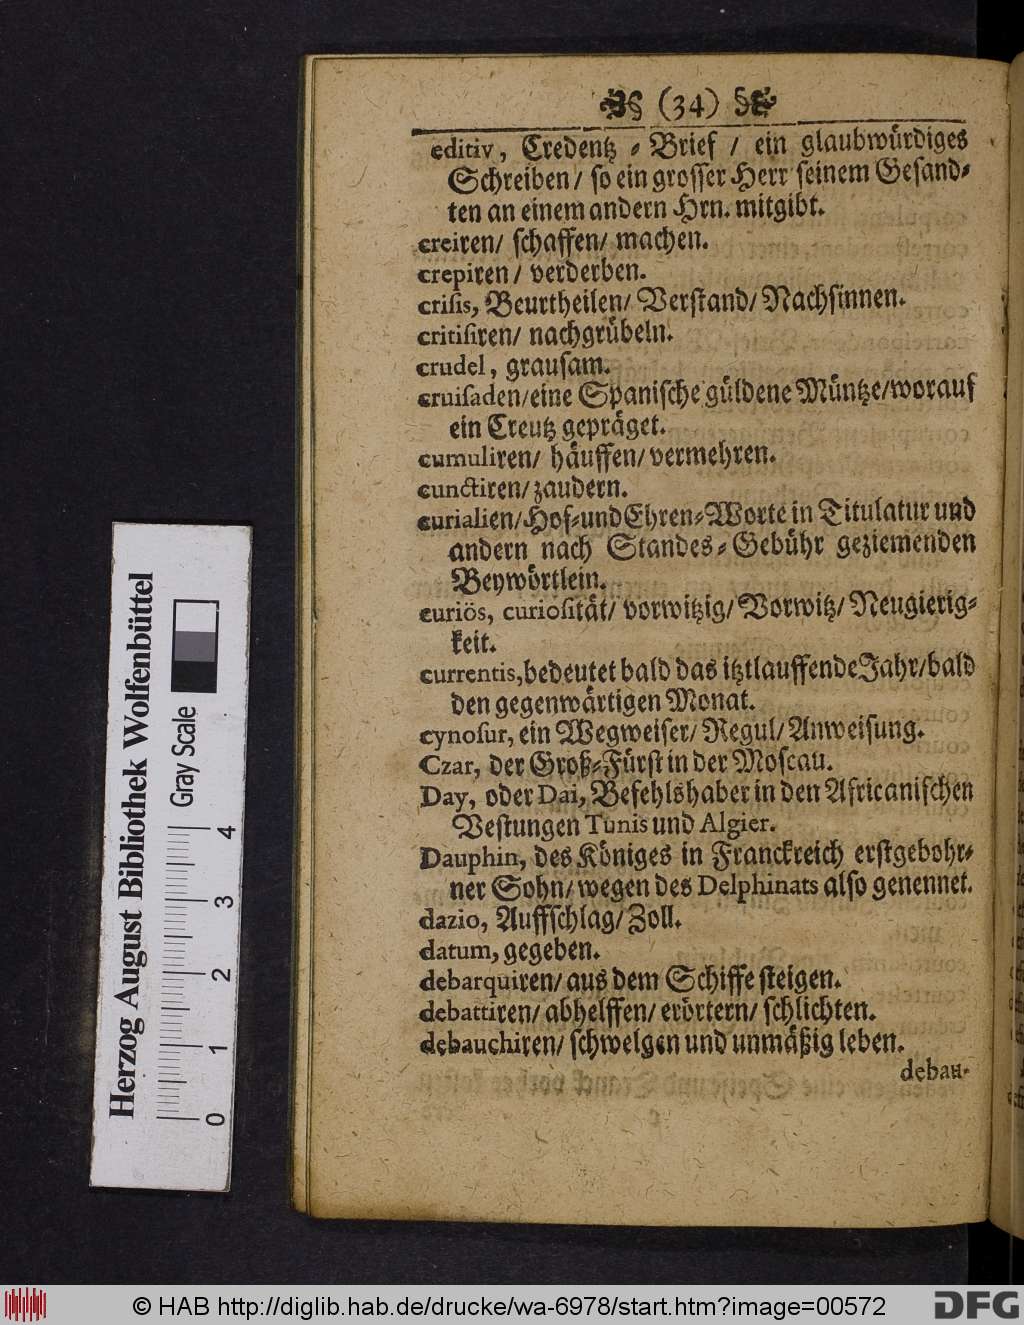 (34)
editiv, Credentz = Brief / ein glaubwürdiges
Schreiben / so ein grosser Herr seinem Gesand=
ten an einem andern Hrn. mitgibt.
creiren / schaffen / machen.
crepiren / verderben.
crisis, Beurtheilen / Verstand / Nachsinnen.
critisiren / nachgrübeln.
crudel, grausam.
cruisaden / eine Spanische güldene Müntze / worauf
ein Creutz gepräget.
cumuliren / häuffen / vermehren.
cunctiren / zaudern.
curialien / Hof= und Ehren=Worte in Titulatur und
andern nach Standes=Gebühr geziemenden
Beywörtlein.
curiös, curiosität / vorwitzig / Vorwitz / Neugierig=
keit.
currentis, bedeutet bald das itztlauffende Jahr / bald
den gegenwärtigen Monat.
cynosur, ein Wegweiser / Regul / Anweisung.
Czar, der Groß=Fürst in der Moscau.
Day, oder Dai, Befehlshaber in den Africanischen
Vestungen Tunis und Algier.
Dauphin, des Königes in Franckreich erstgebohr=
ner Sohn / wegen des Delphinats also genennet.
dazio, Auffschlag / Zoll.
datum, gegeben.
debarquiren / aus dem Schiffe steigen.
debattiren / abhelffen / erörtern / schlichten.
debauchiren / schwelgen und unmäßig leben.
debau-
Herzog August Bibliothek Wolfenbüttel
Gray Scale
0 1 2 3 4
© HAB http://diglib.hab.de/drucke/wa-6978/start.htm?image=00572
DFG